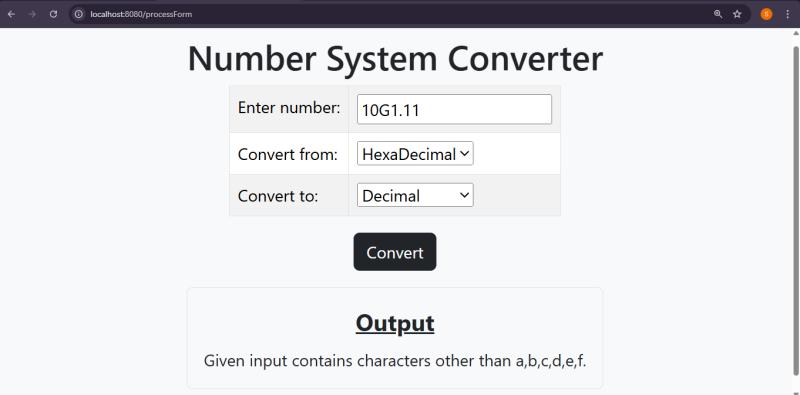 localhost:8080/processForm
S
Number System Converter
Enter number: 10G1.11
Convert from: HexaDecimal
Convert to: Decimal
Convert
Output
Given input contains characters other than a,b,c,d,e,f.